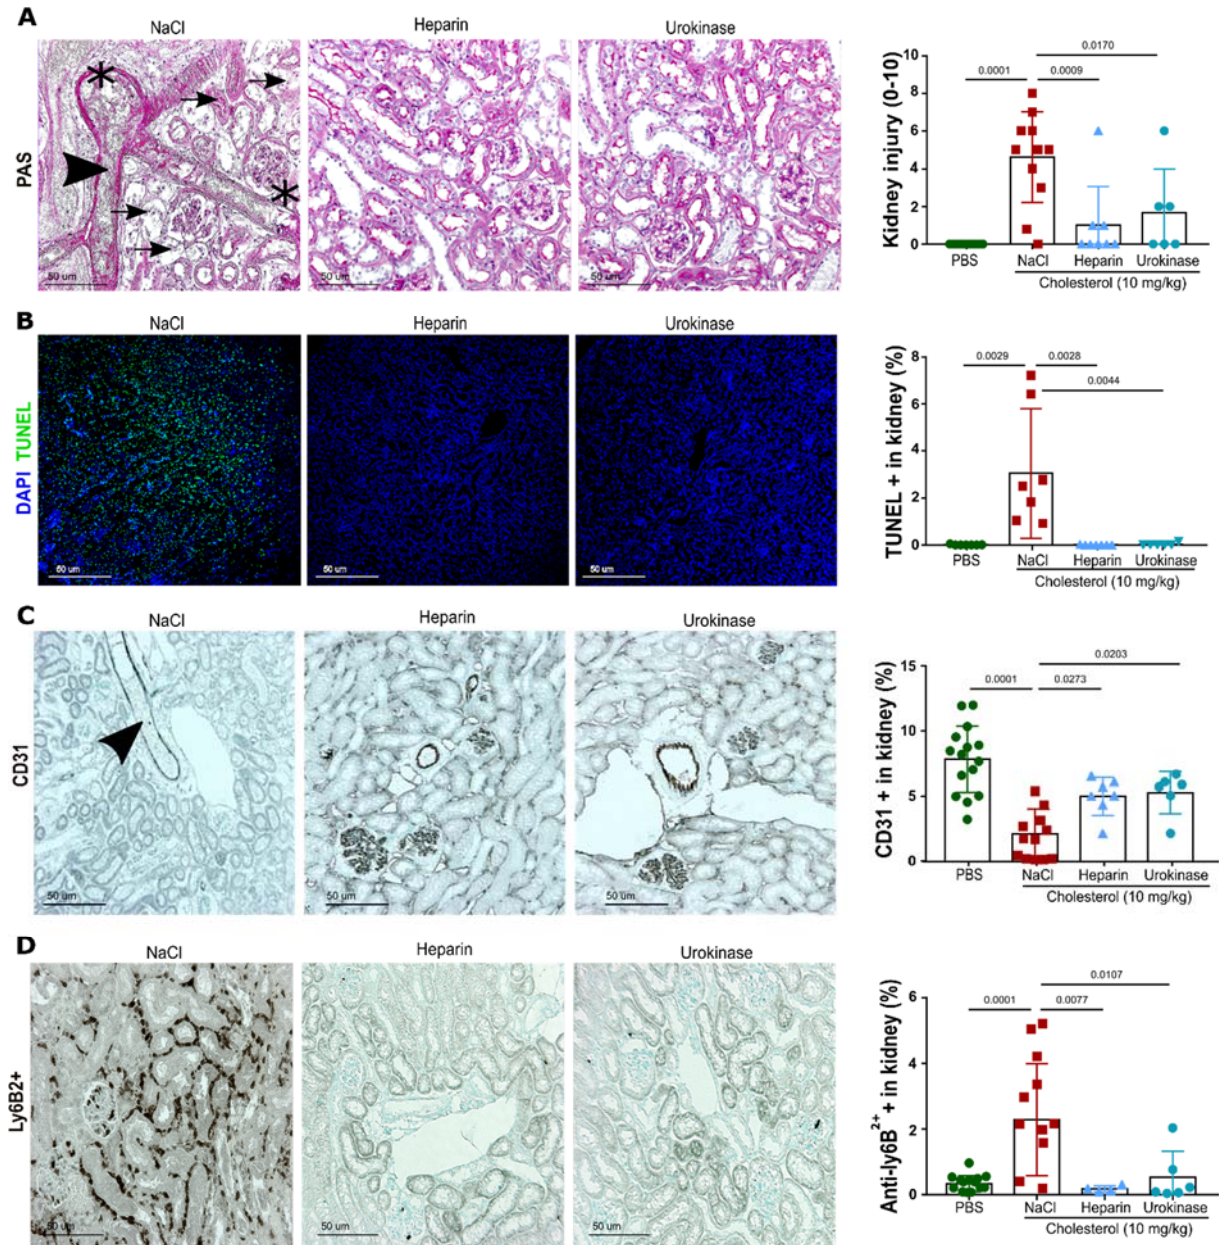 A
NaCl
Heparin
Urokinase
PAS
50 um
50 um
50 um
Kidney injury (0-10)
10
8
6
4
2
0
0.0170
0.0001
0.0009
PBS
NaCl
Heparin
Urokinase
Cholesterol (10 mg/kg)
B
NaCl
Heparin
Urokinase
DAPI TUNEL
50 um
50 um
50 um
TUNEL + in kidney (%)
8
6
4
2
0
0.0029
0.0028
0.0044
PBS
NaCl
Heparin
Urokinase
Cholesterol (10 mg/kg)
C
NaCl
Heparin
Urokinase
CD31
50 um
50 um
50 um
CD31 + in kidney (%)
15
10
5
0
0.0203
0.0001
0.0273
PBS
NaCl
Heparin
Urokinase
Cholesterol (10 mg/kg)
D
NaCl
Heparin
Urokinase
Ly6B2+
50 um
50 um
50 um
Anti-ly6B2+ + in kidney (%)
6
4
2
0
0.0107
0.0001
0.0077
PBS
NaCl
Heparin
Urokinase
Cholesterol (10 mg/kg)